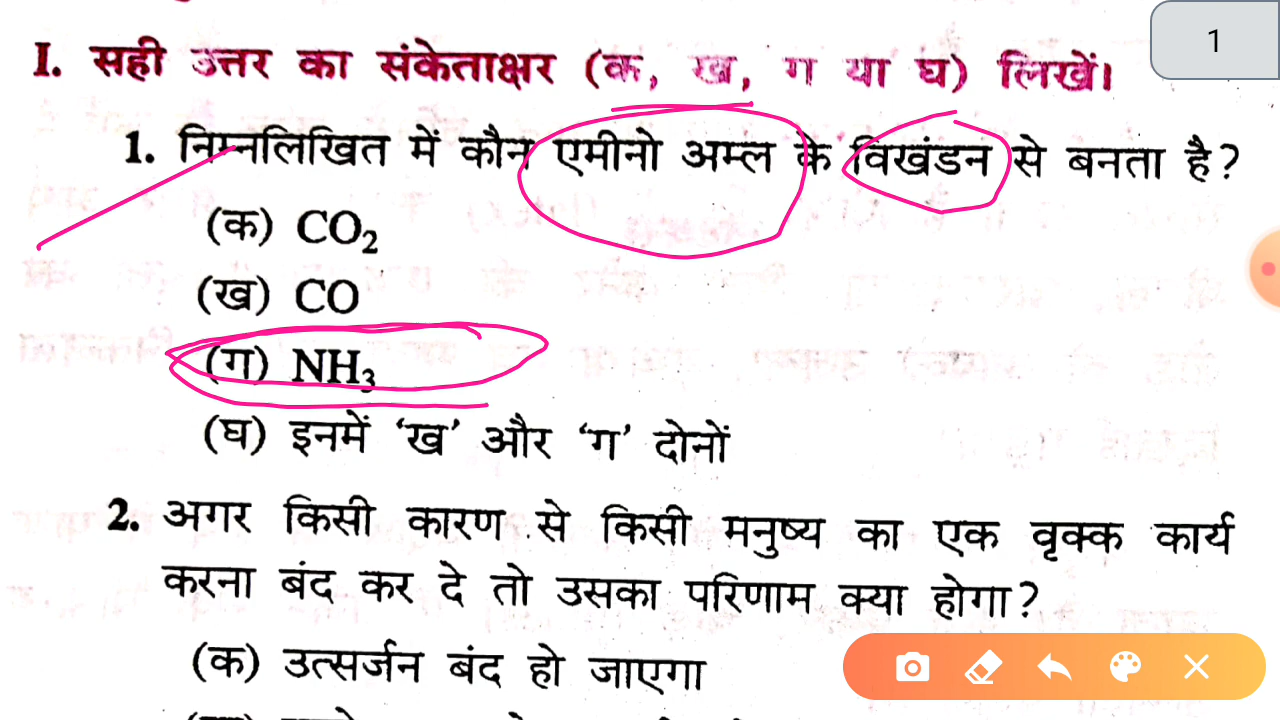 1
I. सही उत्तर का संकेताक्षर (क, ख, ग या घ) लिखें।
1. निम्नलिखित में कौन एमीनो अम्ल के विखंडन से बनता है?
(क) CO₂
(ख) CO
(ग) NH₃
(घ) इनमें ‘ख’ और ‘ग’ दोनों
2. अगर किसी कारण से किसी मनुष्य का एक वृक्क कार्य
करना बंद कर दे तो उसका परिणाम क्या होगा?
(क) उत्सर्जन बंद हो जाएगा